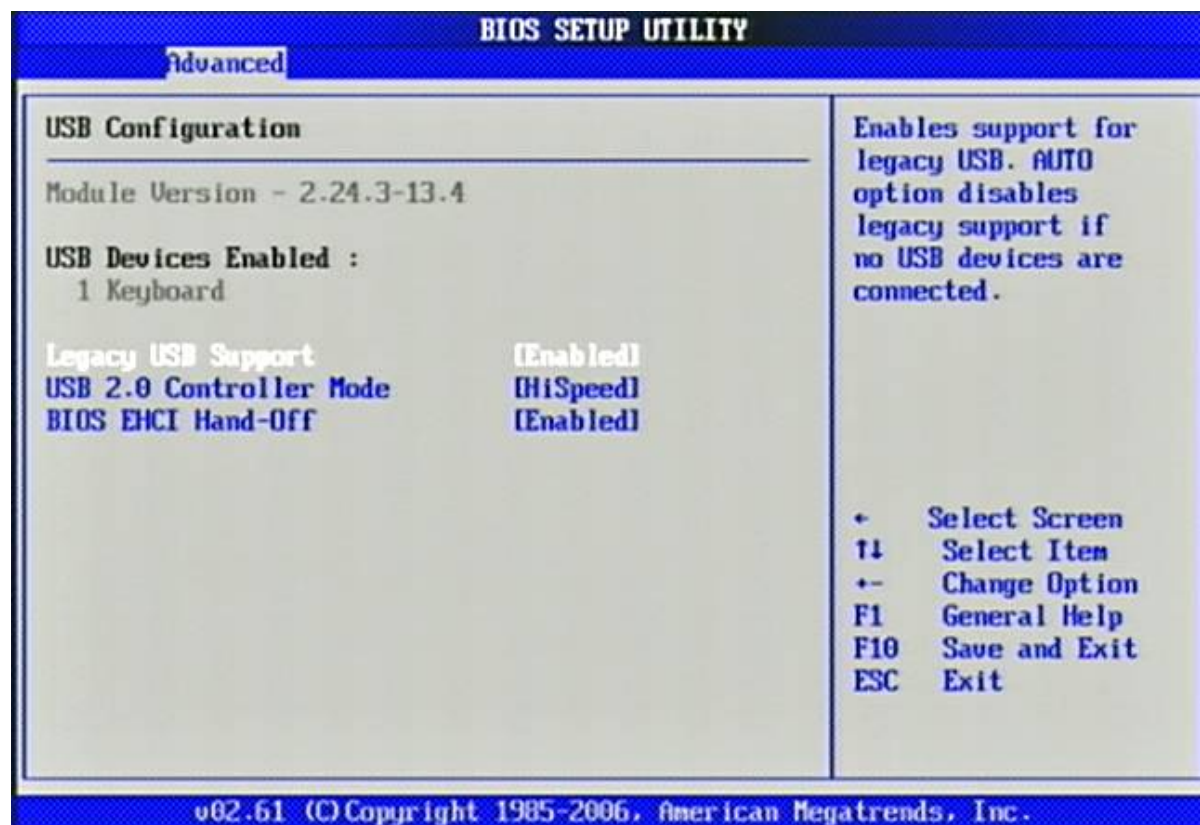 BIOS SETUP UTILITY
Advanced
USB Configuration
Module Version - 2.24.3-13.4
USB Devices Enabled :
1 Keyboard
Legacy USB Support [Enabled]
USB 2.0 Controller Mode [HiSpeed]
BIOS EHCI Hand-Off [Enabled]
Enables support for
legacy USB. AUTO
option disables
legacy support if
no USB devices are
connected.
← Select Screen
↑↓ Select Item
+- Change Option
F1 General Help
F10 Save and Exit
ESC Exit
v02.61 (C)Copyright 1985-2006, American Megatrends, Inc.